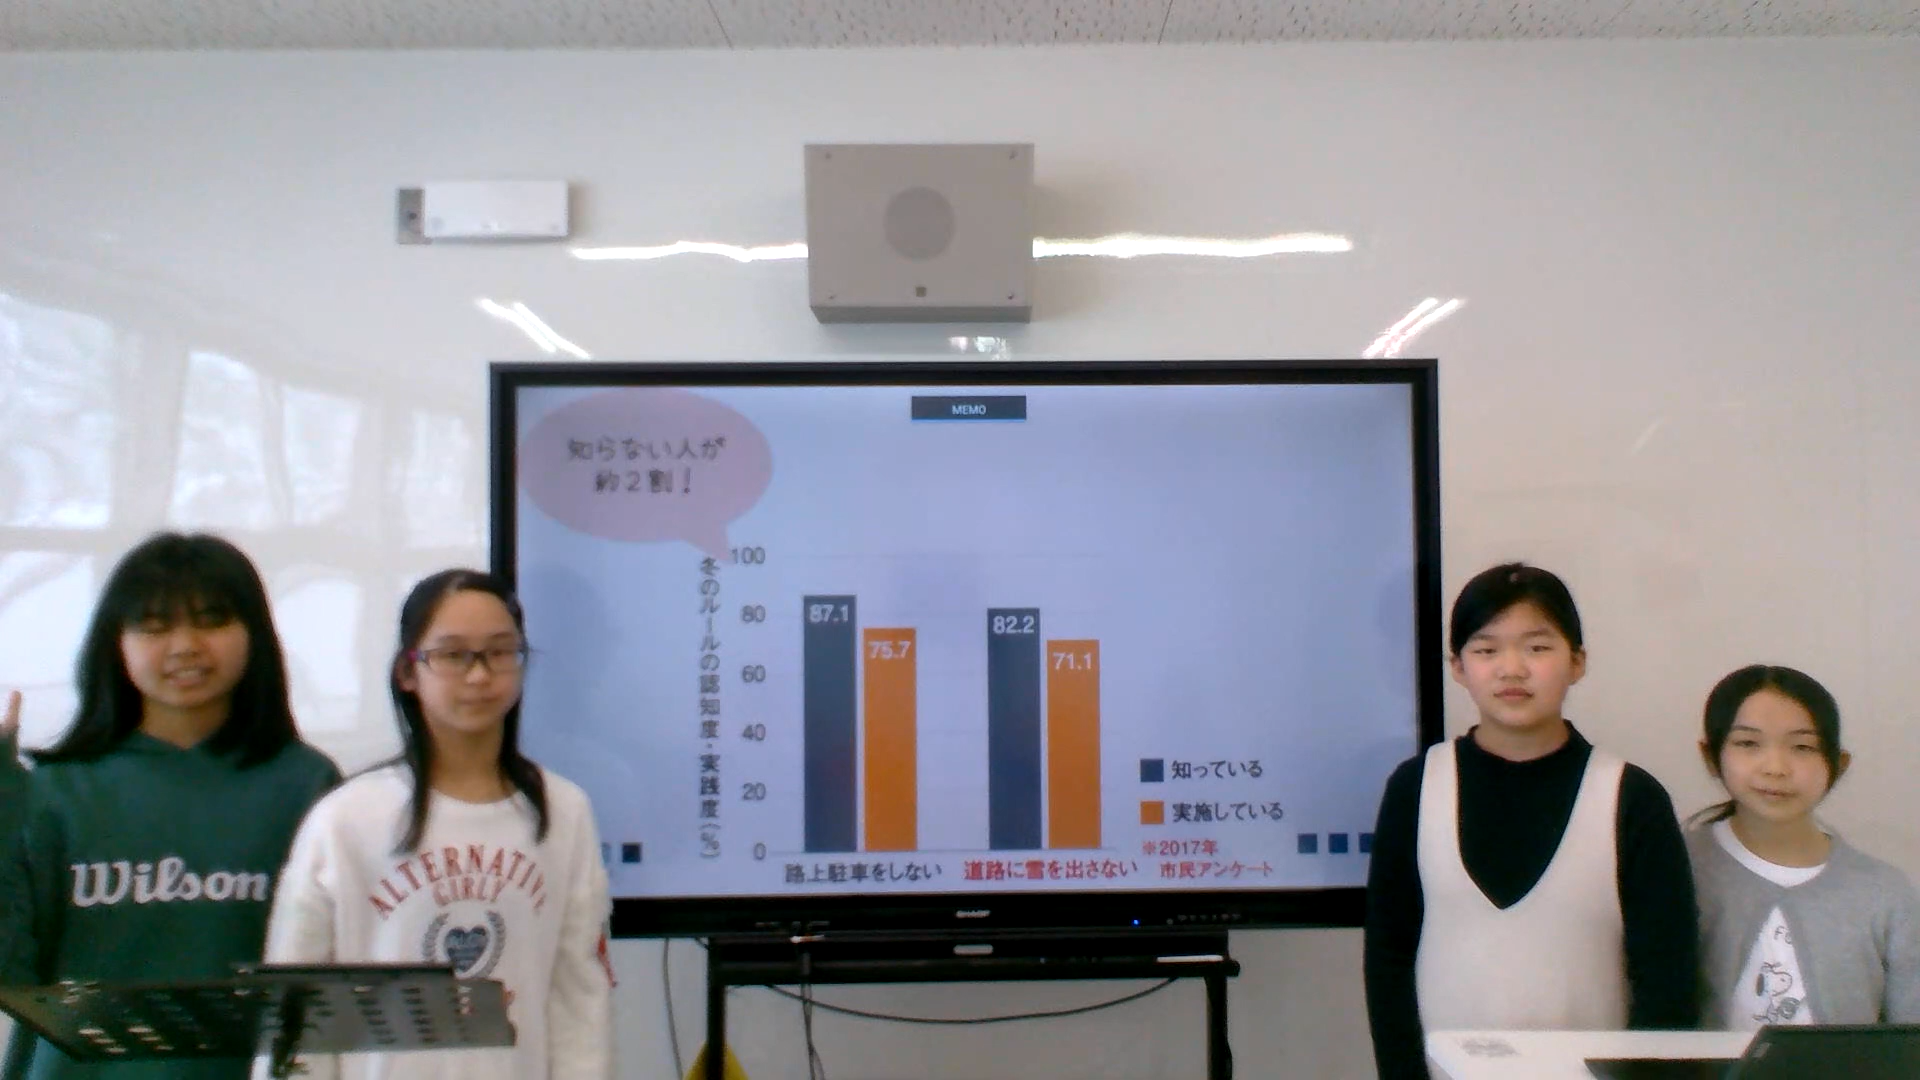 MEMO
知らない人が
約2割！
冬のルールの認知度・実践度(%)
100
80
60
40
20
0
87.1
75.7
82.2
71.1
路上駐車をしない
道路に雪を出さない
知っている
実施している
※2017年
市民アンケート
SHARP
Wilson
ALTERNATIVE
GIRLY